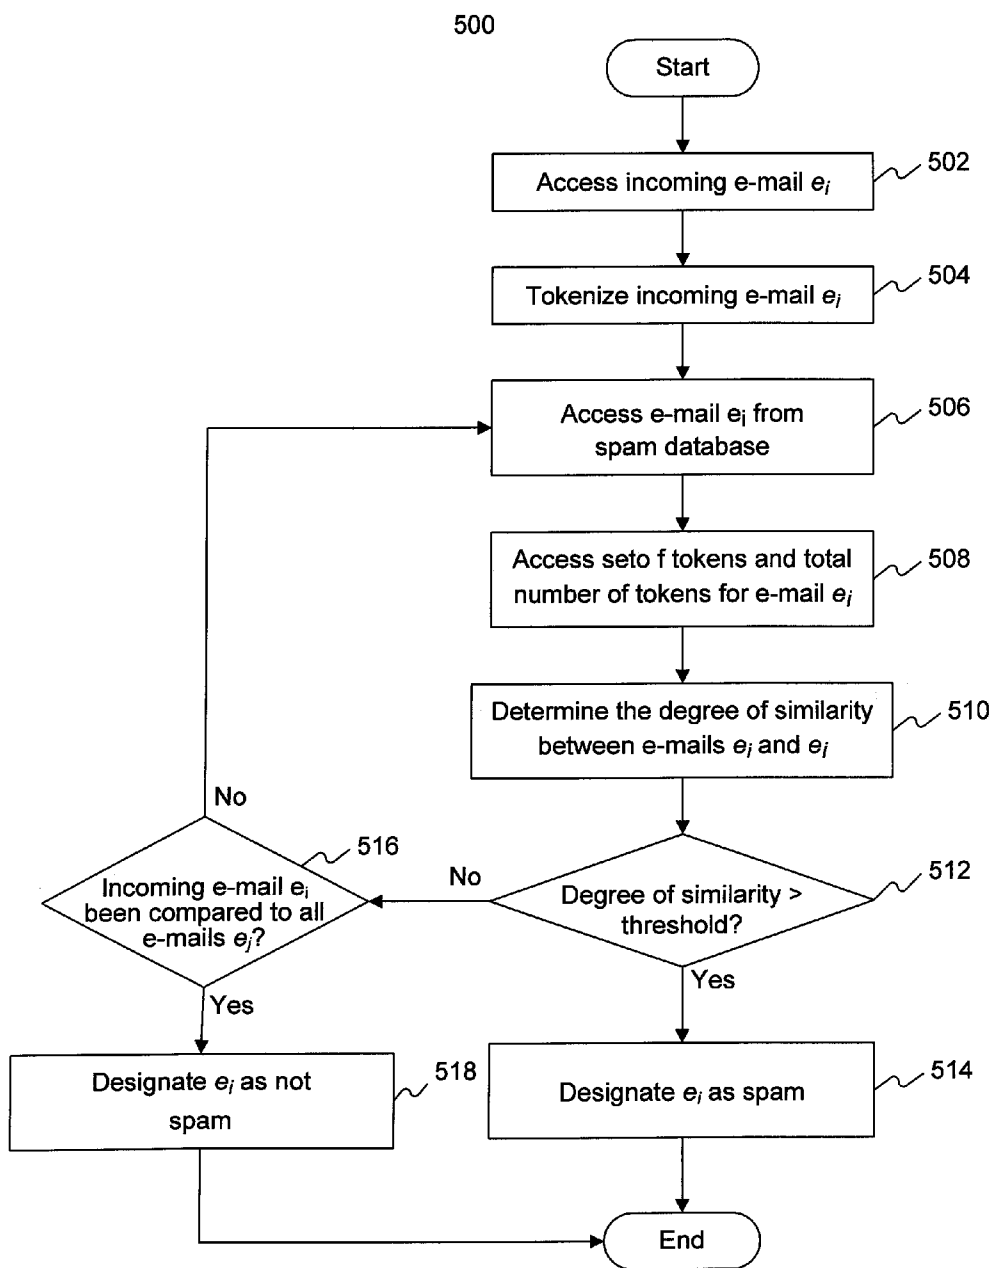 500
Start
Access incoming e-mail ei
502
Tokenize incoming e-mail ei
504
Access e-mail ei from
spam database
506
Access seto f tokens and total
number of tokens for e-mail ei
508
Determine the degree of similarity
between e-mails ei and ei
510
Degree of similarity >
threshold?
512
No
Yes
Incoming e-mail ei
been compared to all
e-mails ej?
516
No
Yes
Designate ei as not
spam
518
Designate ei as spam
514
End